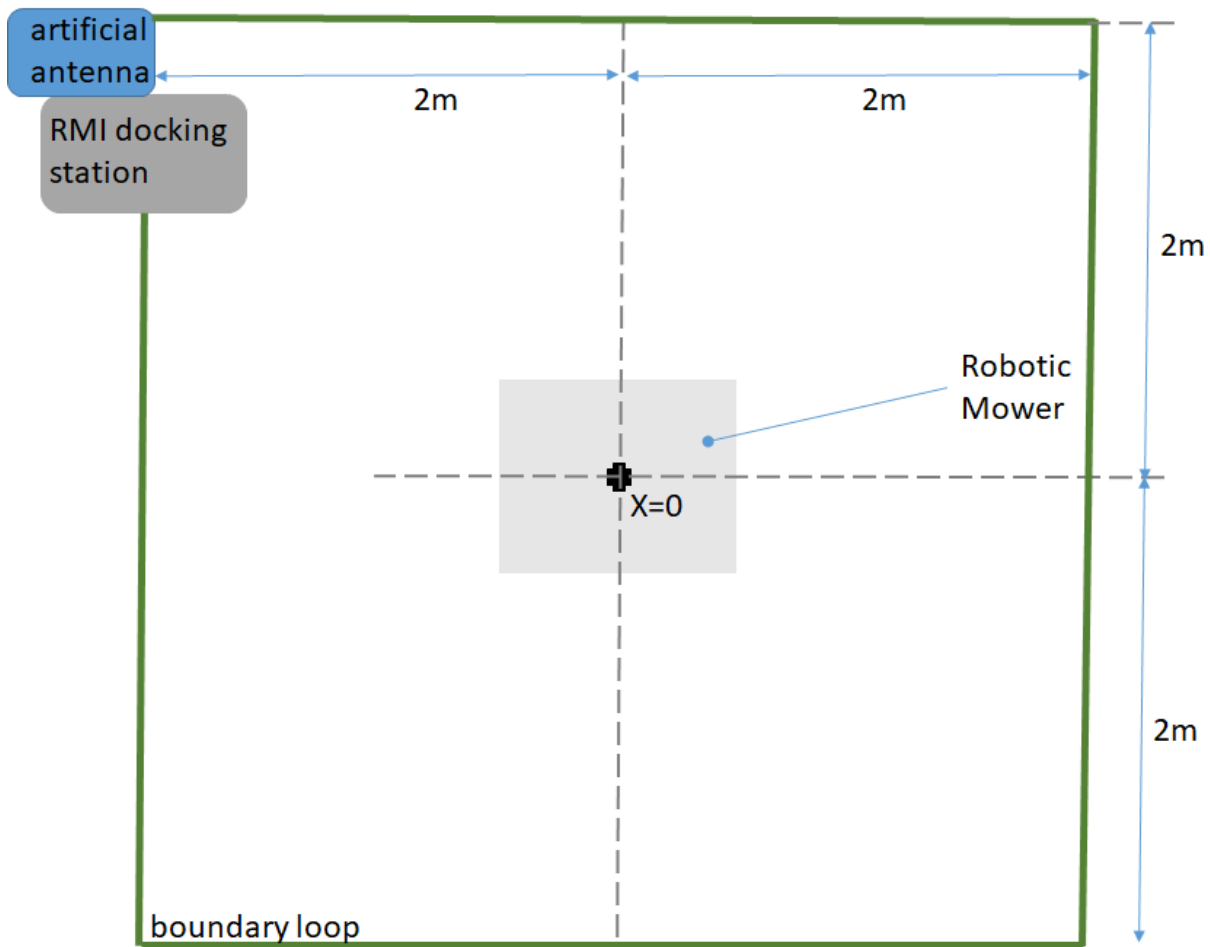 artificial
antenna
2m
2m
RMI docking
station
2m
Robotic
Mower
X=0
2m
boundary loop